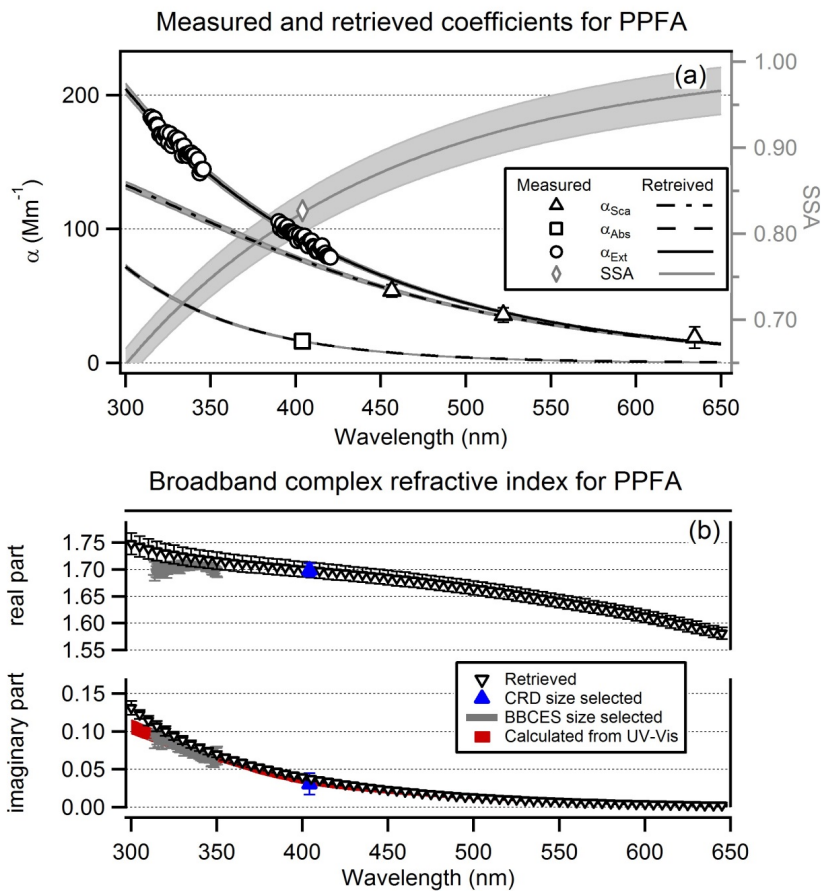 Measured and retrieved coefficients for PPFA
(a)
200
100
0
α (Mm⁻¹)
1.00
0.90
0.80
0.70
SSA
Measured Retreived
αSca
αAbs
αExt
SSA
300 350 400 450 500 550 600 650
Wavelength (nm)
Broadband complex refractive index for PPFA
(b)
1.75
1.70
1.65
1.60
1.55
real part
0.15
0.10
0.05
0.00
imaginary part
Retrieved
CRD size selected
BBCES size selected
Calculated from UV-Vis
300 350 400 450 500 550 600 650
Wavelength (nm)